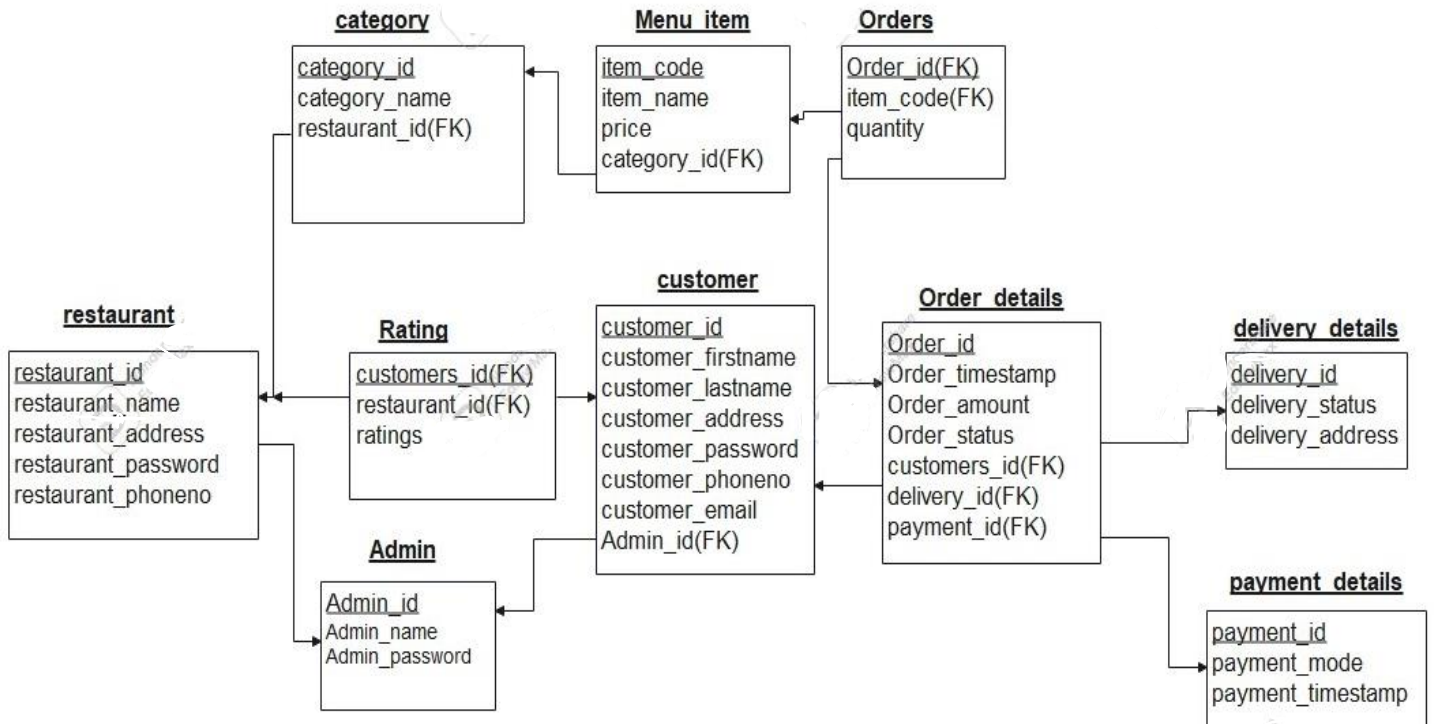 category
category_id
category_name
restaurant_id(FK)
Menu_item
item_code
item_name
price
category_id(FK)
Orders
Order_id(FK)
item_code(FK)
quantity
restaurant
restaurant_id
restaurant_name
restaurant_address
restaurant_password
restaurant_phoneno
Rating
customers_id(FK)
restaurant_id(FK)
ratings
customer
customer_id
customer_firstname
customer_lastname
customer_address
customer_password
customer_phoneno
customer_email
Admin_id(FK)
Order_details
Order_id
Order_timestamp
Order_amount
Order_status
customers_id(FK)
delivery_id(FK)
payment_id(FK)
delivery_details
delivery_id
delivery_status
delivery_address
Admin
Admin_id
Admin_name
Admin_password
payment_details
payment_id
payment_mode
payment_timestamp